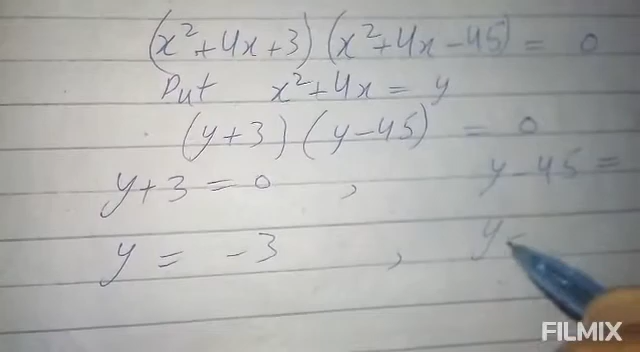 (x²+4x+3)(x²+4x-45) = 0
Put x²+4x = y
(y+3)(y-45) = 0
y+3 = 0 , y-45 =
y = -3 , y=
FILMIX